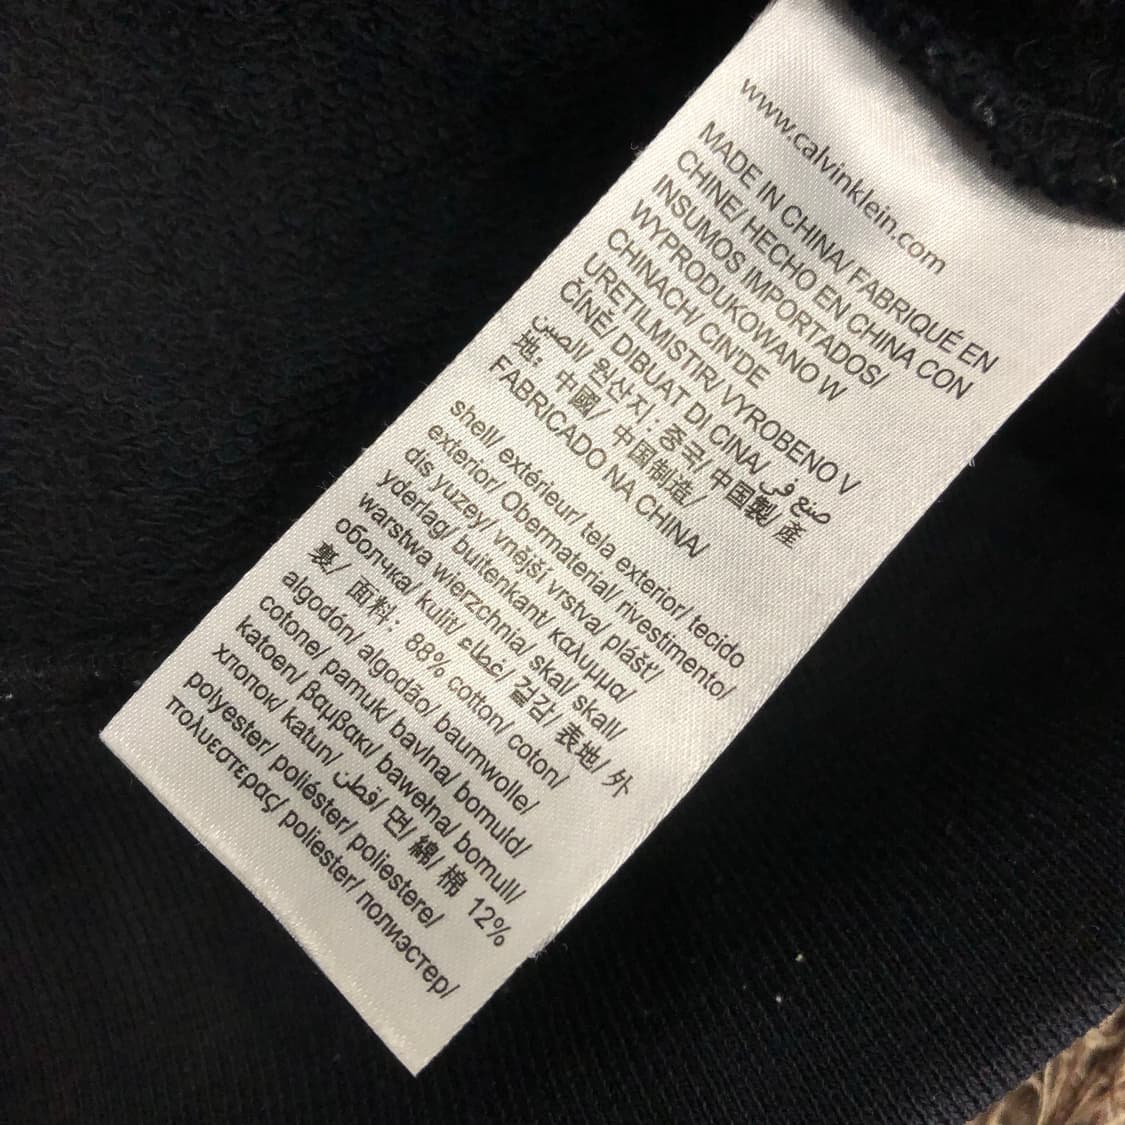 www.calvinklein.com
MADE IN CHINA/ FABRIQUÉ EN
CHINE/ HECHO EN CHINA CON
INSUMOS IMPORTADOS/
WYPRODUKOWANO W
CHINACH/ CIN'DE
URETILMISTIR/ VYROBENO V
ČÍNĚ/ DIBUAT DI CINA/ صنع في
الصين/ 원산지: 중국/ 中国製/ 產
地: 中國/ 中国制造/
FABRICADO NA CHINA/
shell/ extérieur/ tela exterior/ tecido
exterior/ Obermaterial/ rivestimento/
dıs yuzey/ vnější vrstva/ plášť/
yderlag/ buitenkant/ καλυμμα/
warstwa wierzchnia/ skal/ skall/
оболчка/ kulit/ غطاء/ 겉감/ 表地/ 外
裏/ 面料: 88% cotton/ coton/
algodón/ algodão/ baumwolle/
cotone/ pamuk/ bavlna/ bomuld/
katoen/ βαμβακι/ bawełna/ bomull/
хлопок/ katun/ قطن/ 면/ 綿/ 棉 12%
polyester/ poliéster/ poliestere/
πολυεστερας/ poliester/ полиэстер/